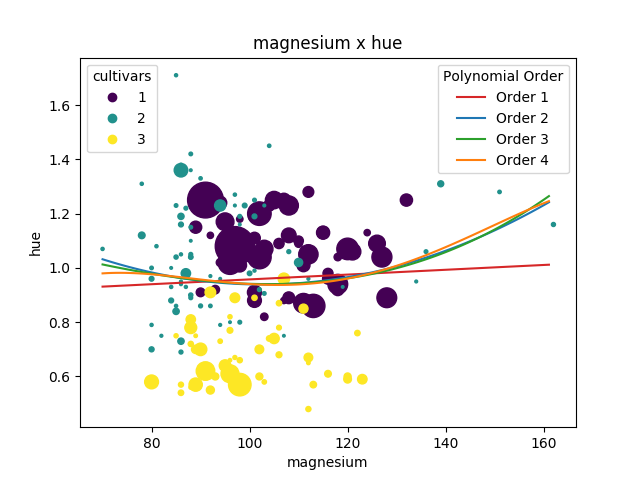 magnesium x hue
cultivars
1
2
3
Polynomial Order
Order 1
Order 2
Order 3
Order 4
hue
1.6
1.4
1.2
1.0
0.8
0.6
80 100 120 140 160
magnesium